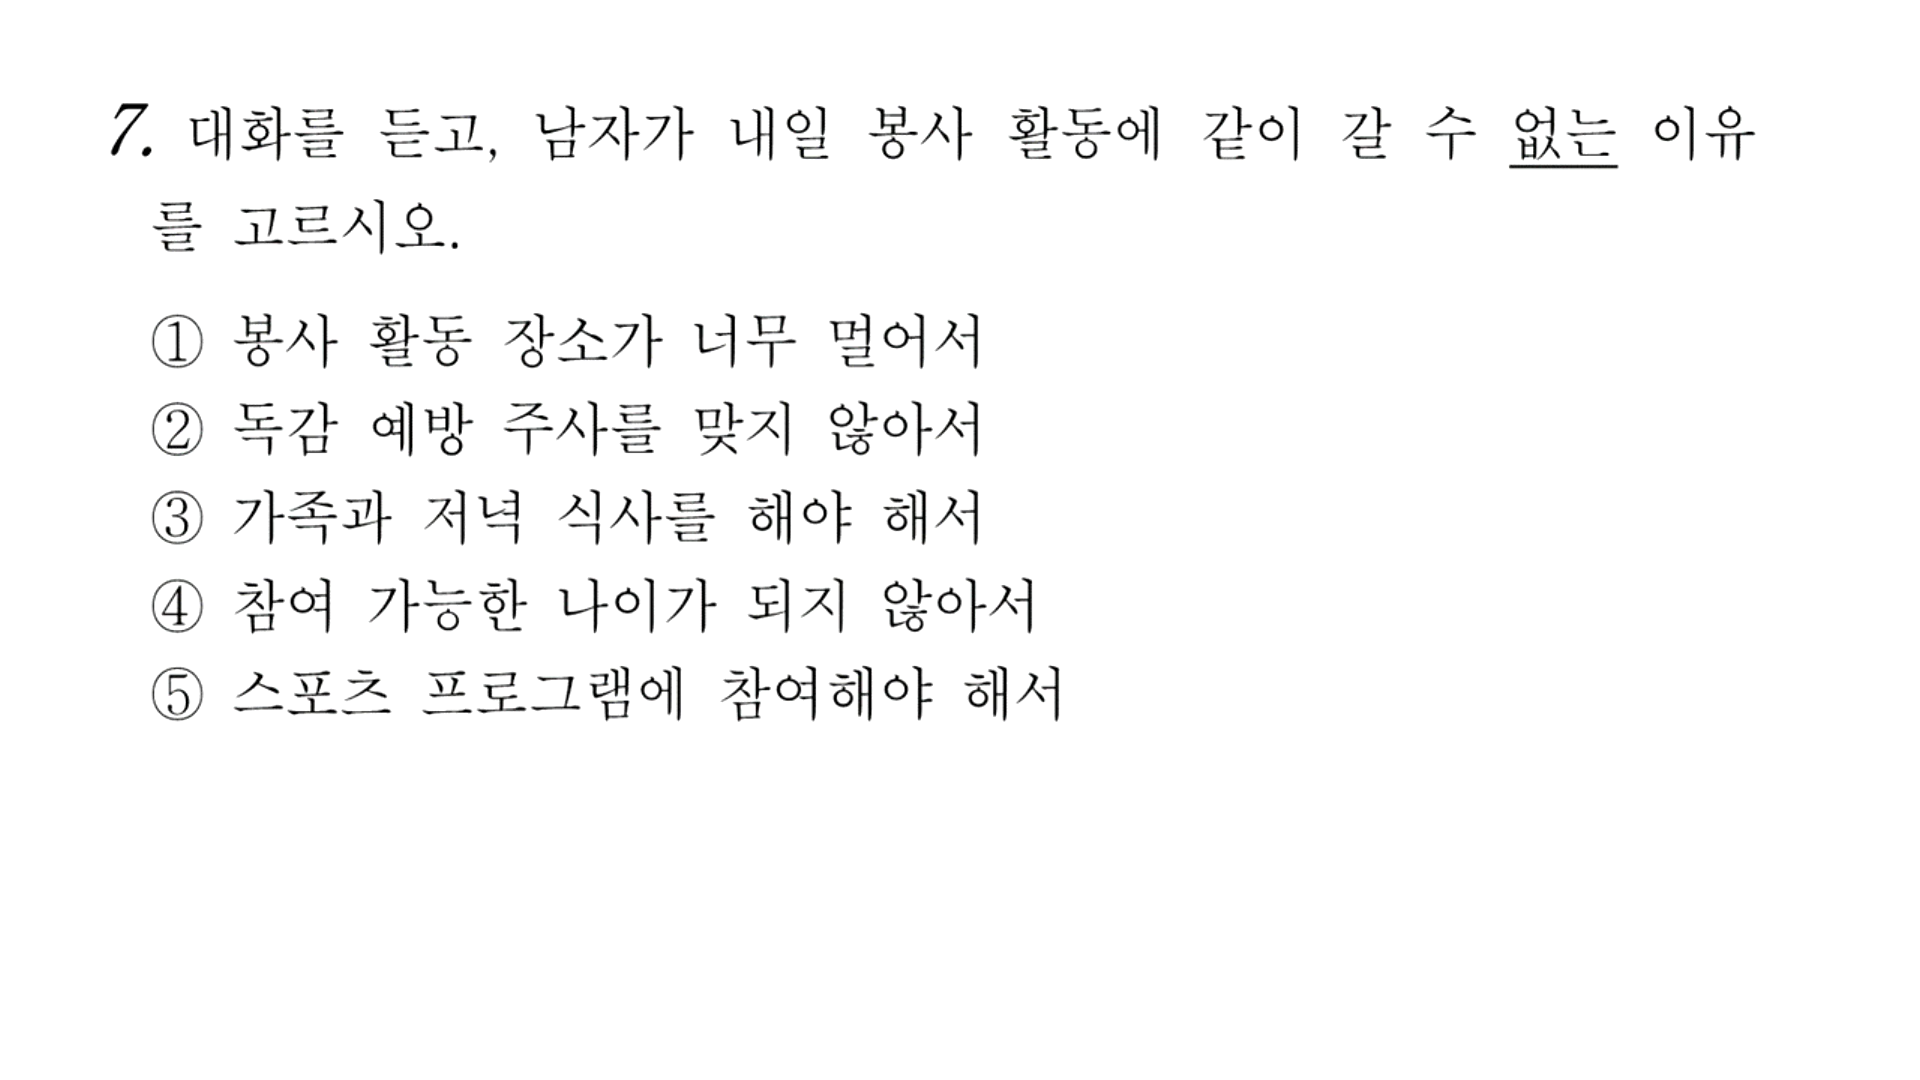 7. 대화를 듣고, 남자가 내일 봉사 활동에 같이 갈 수 없는 이유
를 고르시오.
① 봉사 활동 장소가 너무 멀어서
② 독감 예방 주사를 맞지 않아서
③ 가족과 저녁 식사를 해야 해서
④ 참여 가능한 나이가 되지 않아서
⑤ 스포츠 프로그램에 참여해야 해서